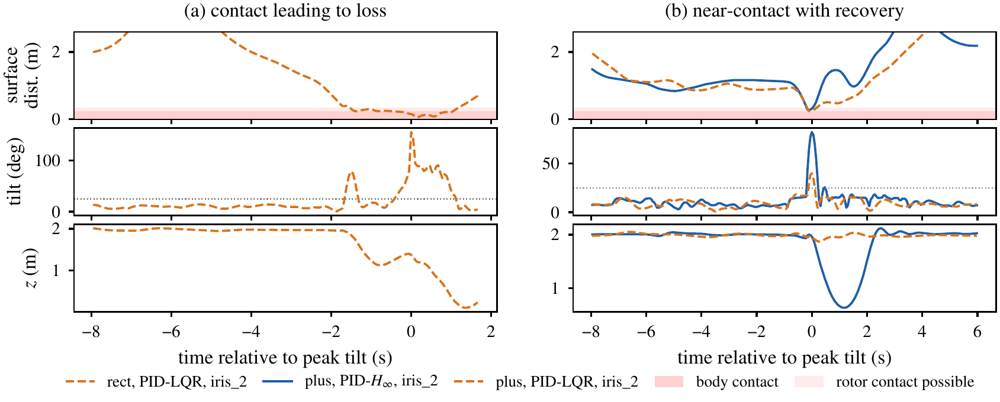 (a) contact leading to loss
(b) near-contact with recovery
surface
dist. (m)
2
0
2
0
tilt (deg)
100
0
50
0
z (m)
2
1
2
1
−8 −6 −4 −2 0 2
−8 −6 −4 −2 0 2 4 6
time relative to peak tilt (s)
time relative to peak tilt (s)
rect, PID-LQR, iris_2 plus, PID-H∞, iris_2 plus, PID-LQR, iris_2 body contact rotor contact possible